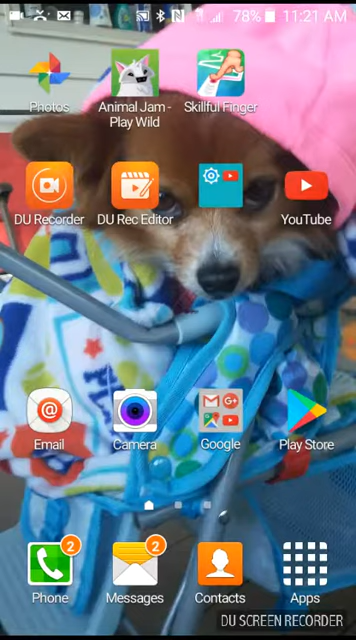 78% 11:21 AM
Photos
Animal Jam -
Play Wild
Skillful Finger
DU Recorder
DU Rec Editor
YouTube
Email
Camera
Google
Play Store
2
2
Phone
Messages
Contacts
Apps
DU SCREEN RECORDER